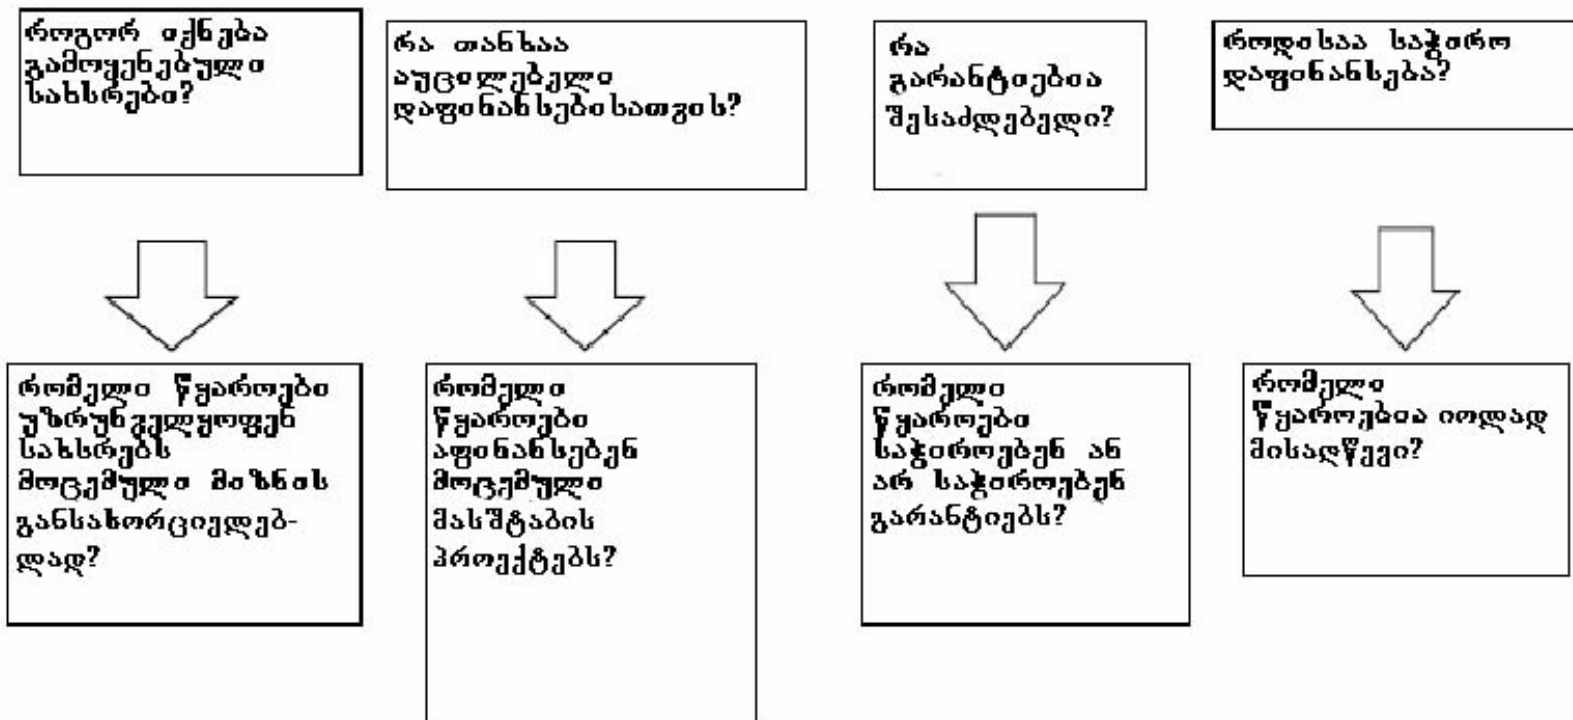 როგორ იქნება
გამოყენებული
სახსრები?
რა თანხაა
აუცილებელი
დაფინანსებისათვის?
რა
გარანტიებია
შესაძლებელი?
როდისაა საჭირო
დაფინანსება?
რომელი წყაროები
უზრუნველყოფენ
სახსრებს
მოცემული მიზნის
განსახორციელებ-
ლად?
რომელი
წყაროები
აფინანსებენ
მოცემული
მასშტაბის
პროექტებს?
რომელი
წყაროები
საჭიროებენ ან
არ საჭიროებენ
გარანტიებს?
რომელი
წყაროებია იოლად
მისაღწევი?